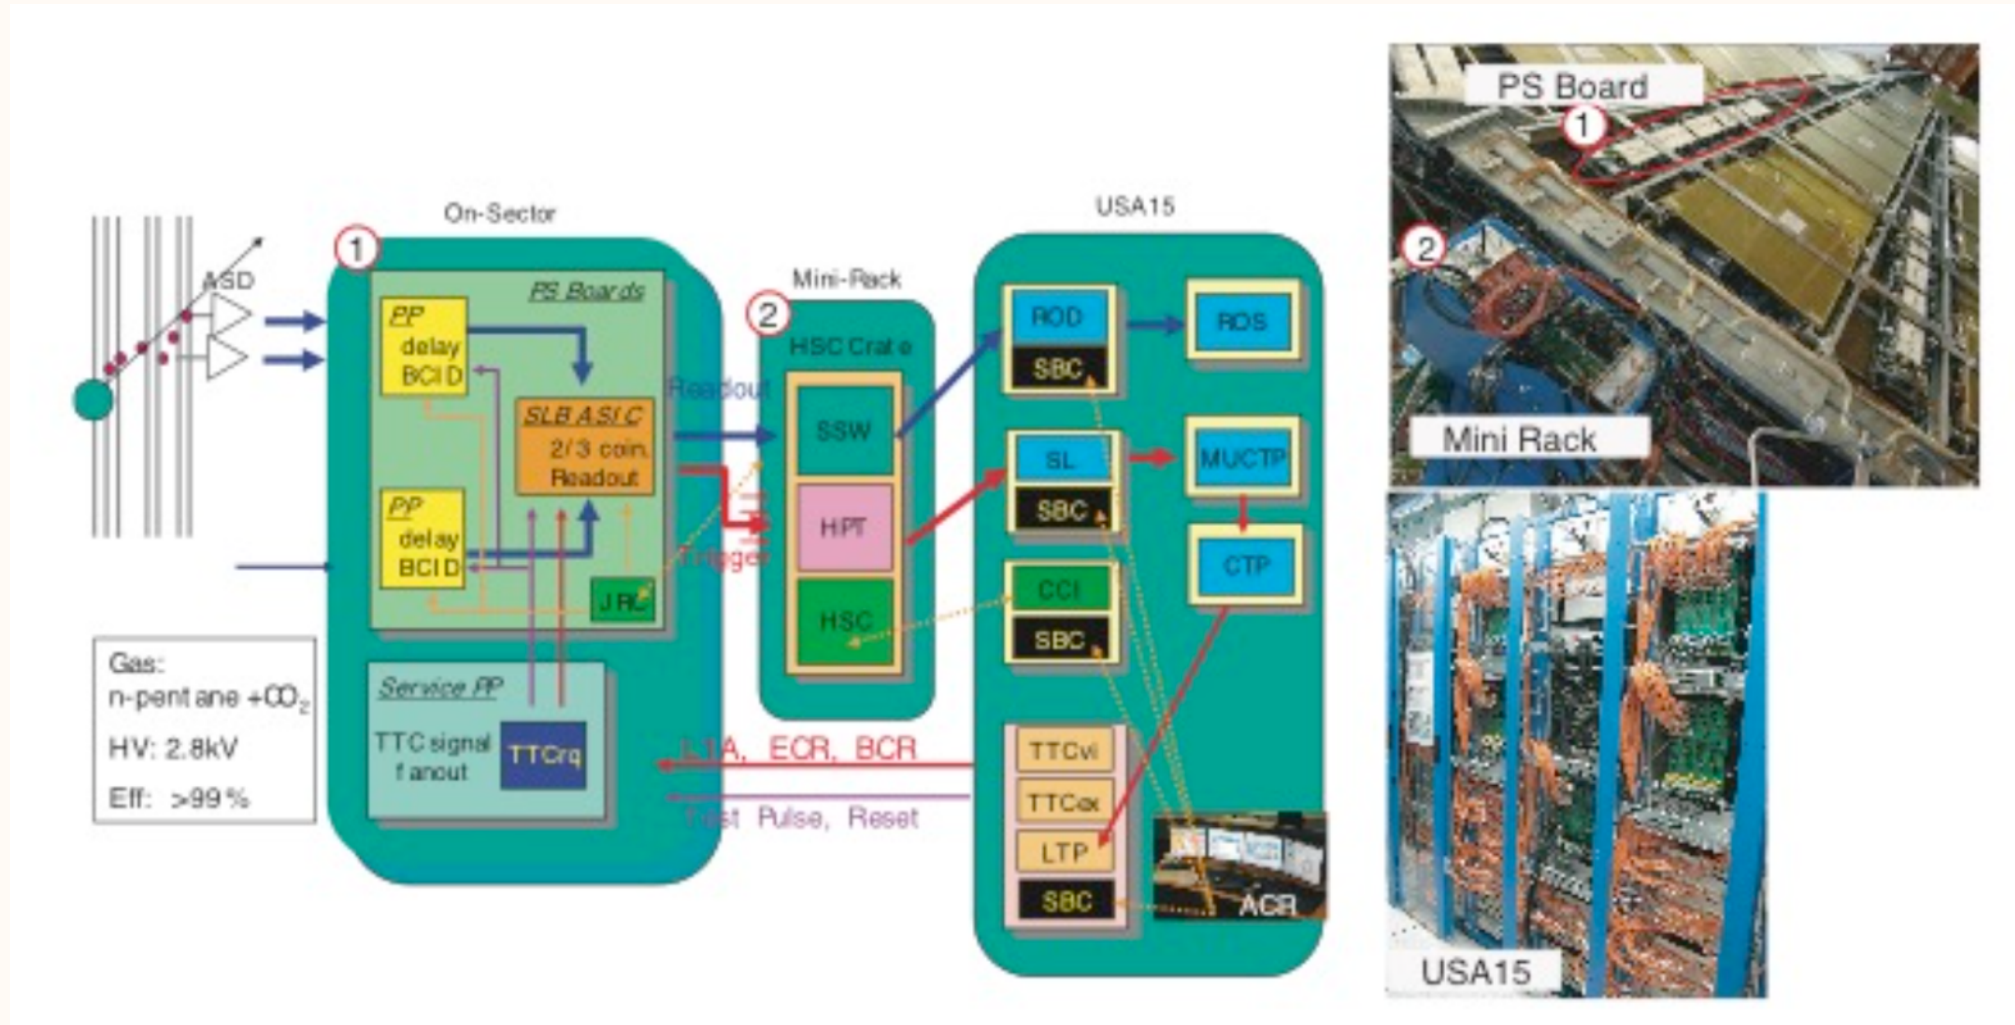 On-Sector
USA15
ASD
1
PS Boards
PP
delay
BCID
SLB ASIC
2/3 coin.
Readout
PP
delay
BCID
JRC
Service PP
TTC signal
fanout
TTCrq
Gas:
n-pentane +CO2
HV: 2.8kV
Eff: >99%
Readout
Trigger
Mini-Rack
2
HSC Crate
SSW
HPT
HSC
L1A, ECR, BCR
Test Pulse, Reset
ROD
SBC
ROS
SL
SBC
MUCTP
CCI
SBC
CTP
TTCvi
TTCex
LTP
SBC
ACR
PS Board
1
2
Mini Rack
USA15